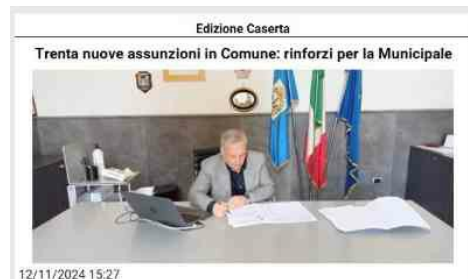 Edizione Caserta
Trenta nuove assunzioni in Comune: rinforzi per la Municipale
12/11/2024 15:27